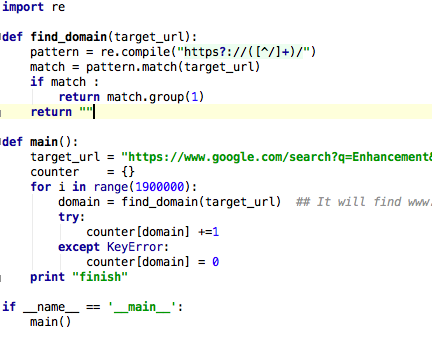 import re
def find_domain(target_url):
    pattern = re.compile("https?://([^/]+)/")
    match = pattern.match(target_url)
    if match :
        return match.group(1)
    return ""
def main():
    target_url = "https://www.google.com/search?q=Enhancement&
    counter    = {}
    for i in range(1900000):
        domain = find_domain(target_url)  ## It will find www.
        try:
            counter[domain] +=1
        except KeyError:
            counter[domain] = 0
    print "finish"
if __name__ == '__main__':
    main()